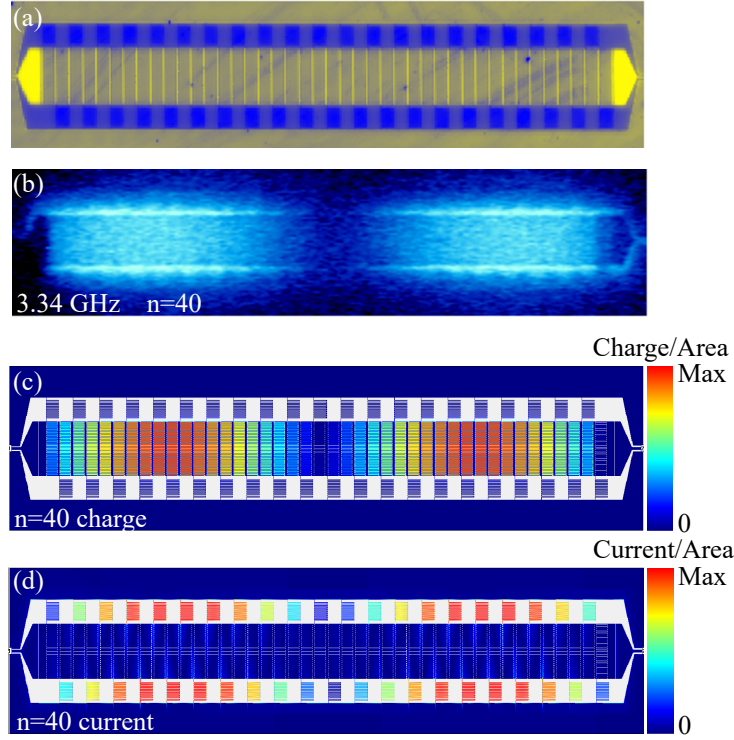 (a)
(b)
3.34 GHz n=40
Charge/Area
(c)
Max
0
n=40 charge
Current/Area
(d)
Max
0
n=40 current